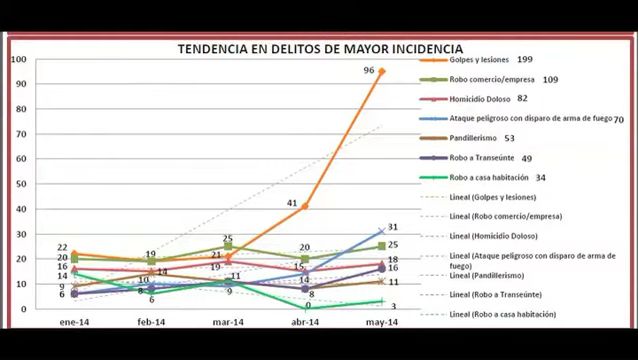 TENDENCIA EN DELITOS DE MAYOR INCIDENCIA
100
90
80
70
60
50
40
30
20
10
0
ene-14
feb-14
mar-14
abr-14
may-14
22
20
16
14
9
6
19
14
10
8
6
25
21
19
11
9
41
20
15
14
8
0
96
31
25
18
16
11
3
Golpes y lesiones 199
Robo comercio/empresa 109
Homicidio Doloso 82
Ataque peligroso con disparo de arma de fuego 70
Pandillerismo 53
Robo a Transeúnte 49
Robo a casa habitación 34
Lineal (Golpes y lesiones)
Lineal (Robo comercio/empresa)
Lineal (Homicidio Doloso)
Lineal (Ataque peligroso con disparo de arma de
fuego)
Lineal (Pandillerismo)
Lineal (Robo a Transeúnte)
Lineal (Robo a casa habitación)